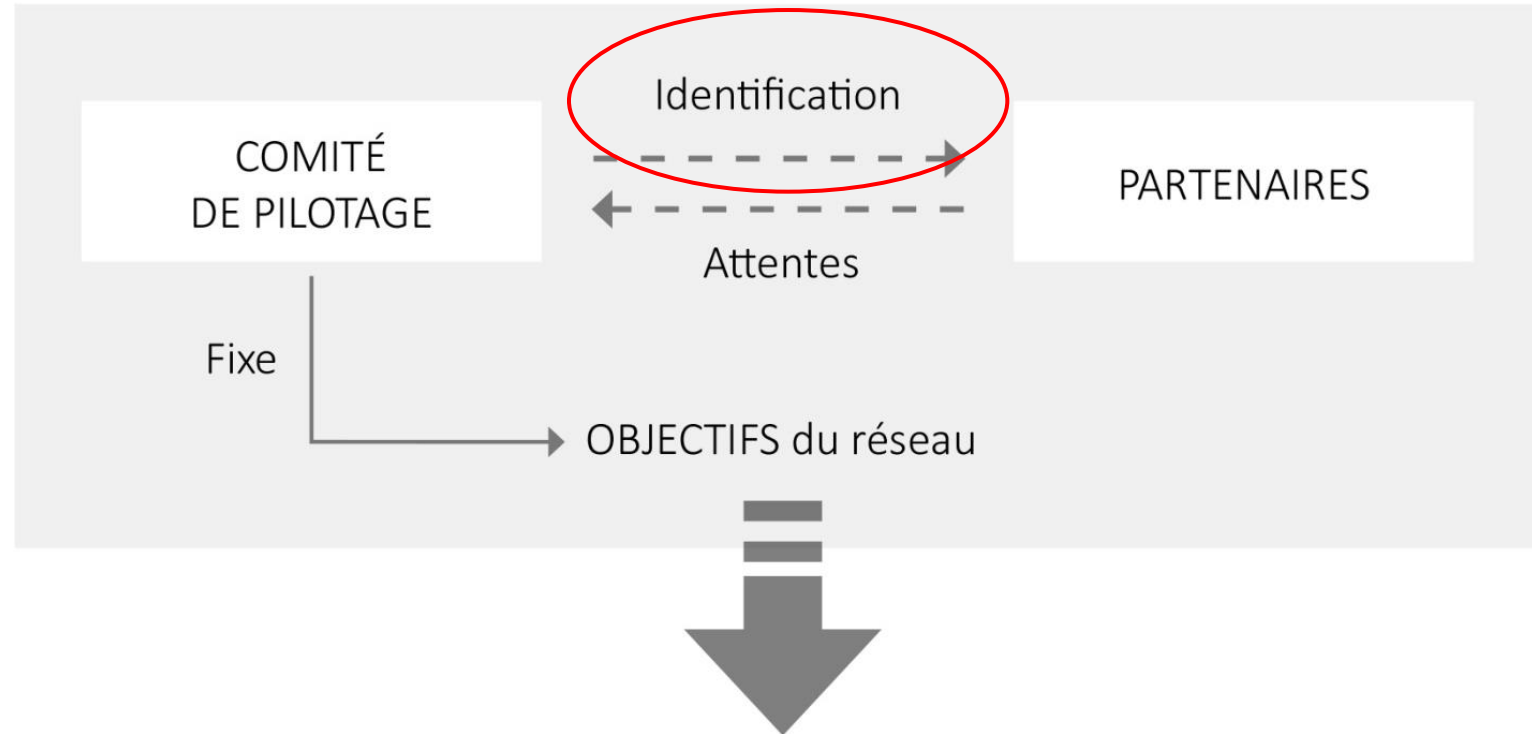 Identification
COMITÉ
DE PILOTAGE
PARTENAIRES
Attentes
Fixe
OBJECTIFS du réseau